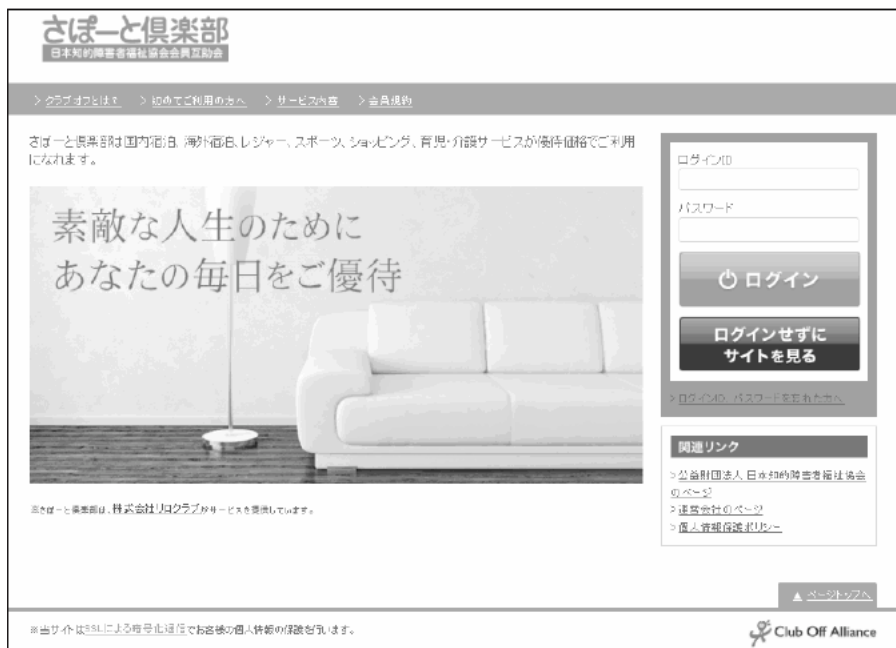 さぽーと倶楽部
日本知的障害者福祉協会会員互助会
> クラブオフとは? > 初めてご利用の方へ > サービス内容 > 会員規約
さぽーと倶楽部は国内宿泊、海外宿泊、レジャー、スポーツ、ショッピング、育児・介護サービスが優待価格でご利用
になれます。
素敵な人生のために
あなたの毎日をご優待
※さぽーと倶楽部は、株式会社リロクラブがサービスを提供しています。
ログインID
パスワード
ログイン
ログインせずに
サイトを見る
> ログインID、パスワードを忘れた方へ
関連リンク
> 公益財団法人 日本知的障害者福祉協会
のページ
> 運営会社のページ
> 個人情報保護ポリシー
▲ ページトップへ
※当サイトはSSLによる暗号化通信でお客様の個人情報の保護を行います。
Club Off Alliance